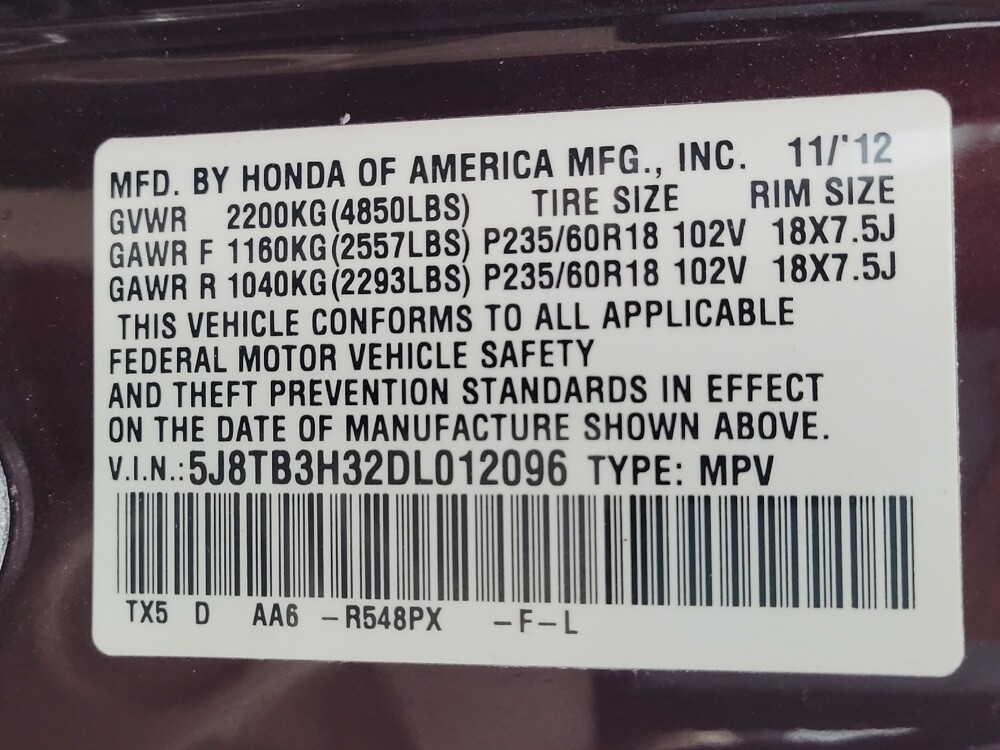 MFD. BY HONDA OF AMERICA MFG., INC. 11/'12
GVWR 2200KG(4850LBS) TIRE SIZE RIM SIZE
GAWR F 1160KG(2557LBS) P235/60R18 102V 18X7.5J
GAWR R 1040KG(2293LBS) P235/60R18 102V 18X7.5J
THIS VEHICLE CONFORMS TO ALL APPLICABLE
FEDERAL MOTOR VEHICLE SAFETY
AND THEFT PREVENTION STANDARDS IN EFFECT
ON THE DATE OF MANUFACTURE SHOWN ABOVE.
V.I.N.:5J8TB3H32DL012096 TYPE: MPV
TX5 D AA6 -R548PX -F-L